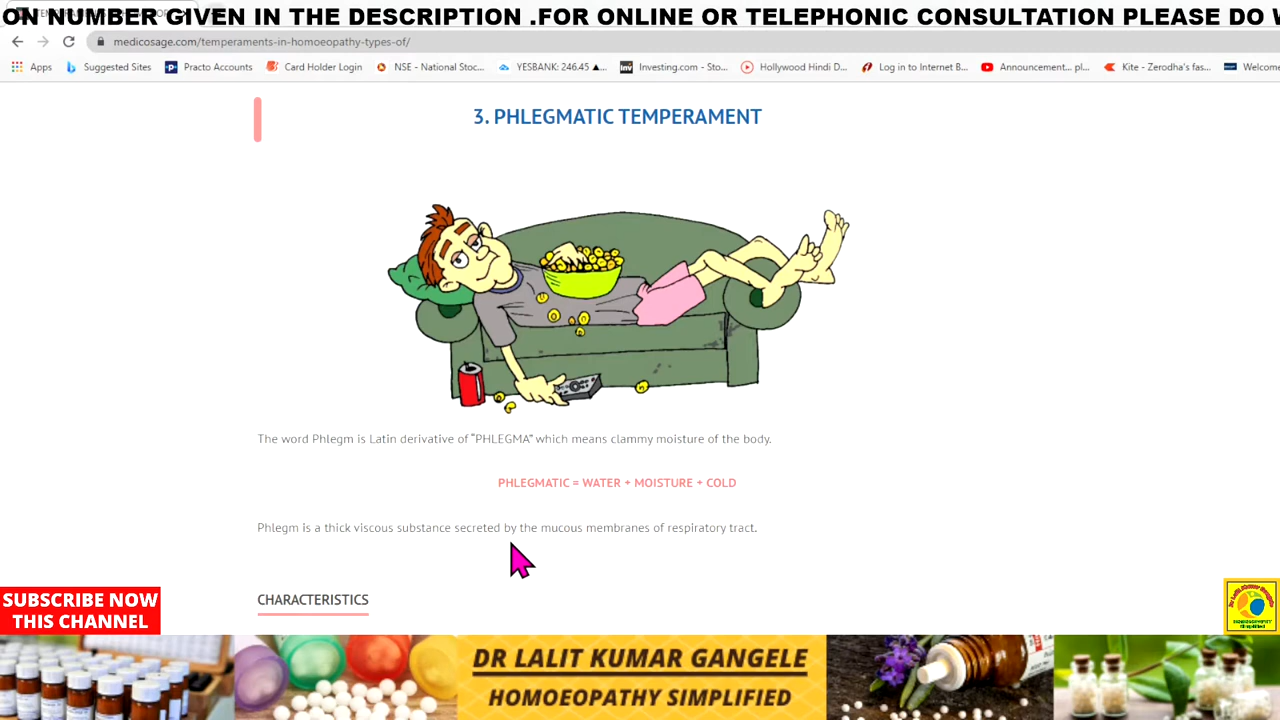 ON NUMBER GIVEN IN THE DESCRIPTION .FOR ONLINE OR TELEPHONIC CONSULTATION PLEASE DO W
medicosage.com/temperaments-in-homoeopathy-types-of/
Apps Suggested Sites Practo Accounts Card Holder Login NSE - National Stoc... YESBANK: 246.45 ▲... Investing.com - Sto... Hollywood Hindi D... Log in to Internet B... Announcement... pl... Kite - Zerodha's fas... Welcome
3. PHLEGMATIC TEMPERAMENT
The word Phlegm is Latin derivative of “PHLEGMA” which means clammy moisture of the body.
PHLEGMATIC = WATER + MOISTURE + COLD
Phlegm is a thick viscous substance secreted by the mucous membranes of respiratory tract.
CHARACTERISTICS
SUBSCRIBE NOW
THIS CHANNEL
DR LALIT KUMAR GANGELE
HOMOEOPATHY SIMPLIFIED